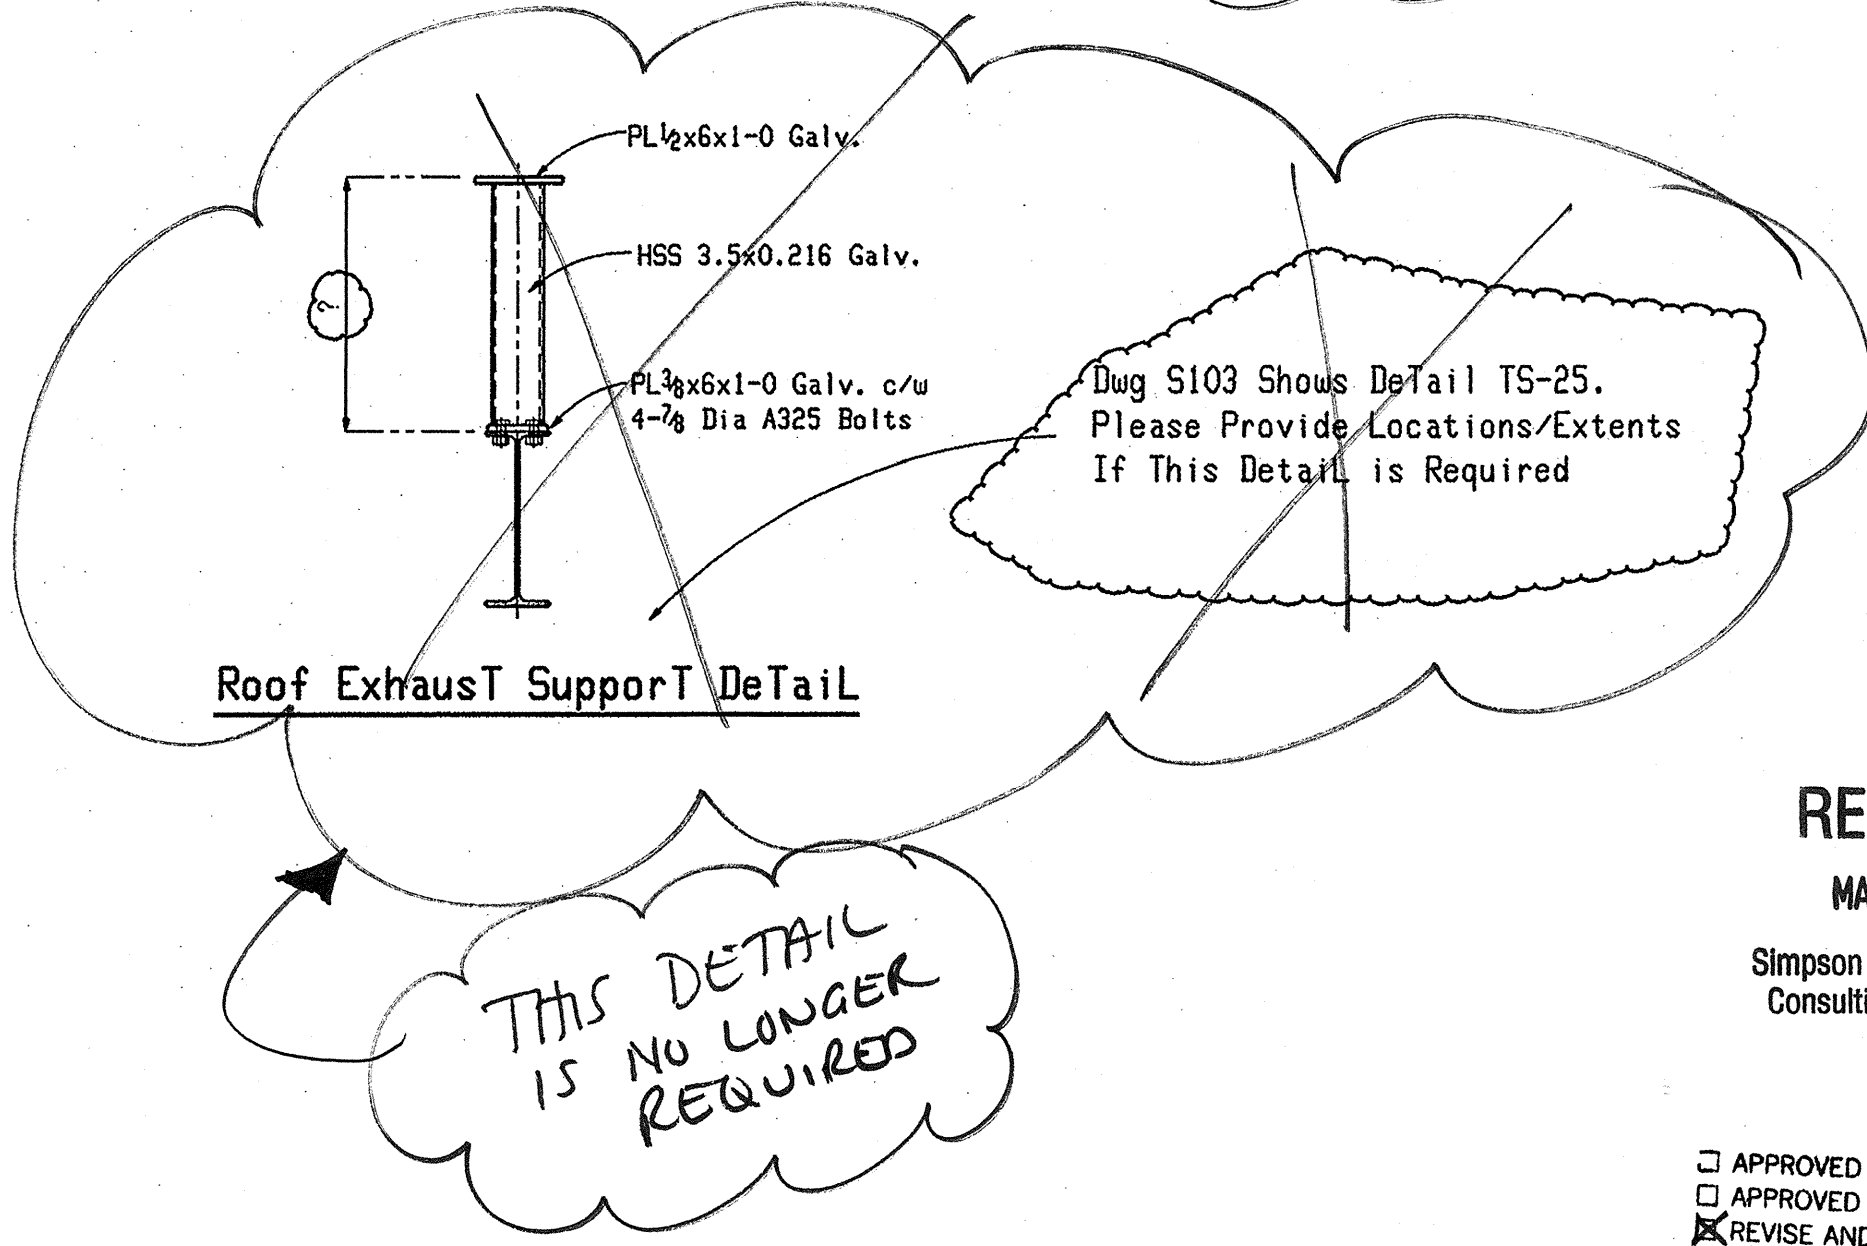 PL½x6x1-0 Galv.
HSS 3.5x0.216 Galv.
?
PL⅜x6x1-0 Galv. c/w
4-⅞ Dia A325 Bolts
Dwg S103 Shows DeTail TS-25.
Please Provide Locations/Extents
If This DetaiL is Required
Roof ExhausT SupporT DeTaiL
THIS DETAIL
IS NO LONGER
REQUIRED
RE
MA
Simpson
Consulti
APPROVED
APPROVED
REVISE AND